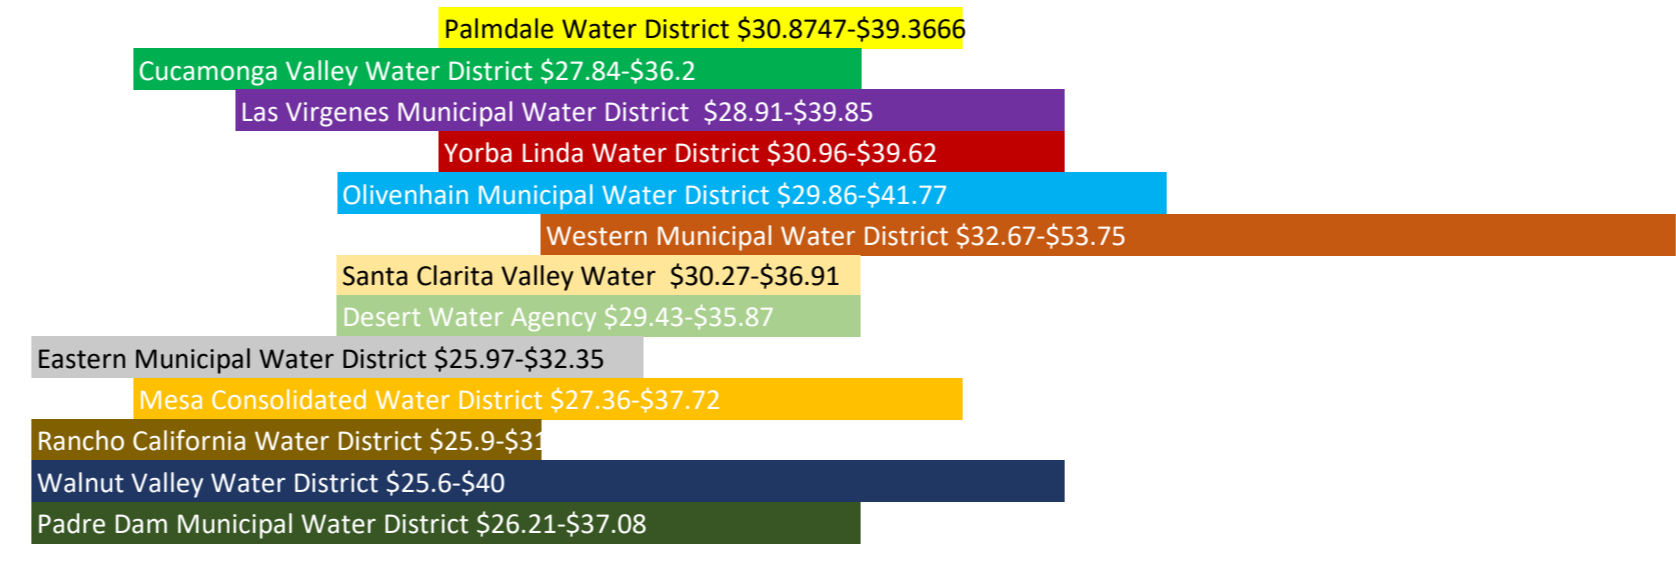 Palmdale Water District $30.8747-$39.3666
Cucamonga Valley Water District $27.84-$36.2
Las Virgenes Municipal Water District $28.91-$39.85
Yorba Linda Water District $30.96-$39.62
Olivenhain Municipal Water District $29.86-$41.77
Western Municipal Water District $32.67-$53.75
Santa Clarita Valley Water $30.27-$36.91
Desert Water Agency $29.43-$35.87
Eastern Municipal Water District $25.97-$32.35
Mesa Consolidated Water District $27.36-$37.72
Rancho California Water District $25.9-$31
Walnut Valley Water District $25.6-$40
Padre Dam Municipal Water District $26.21-$37.08